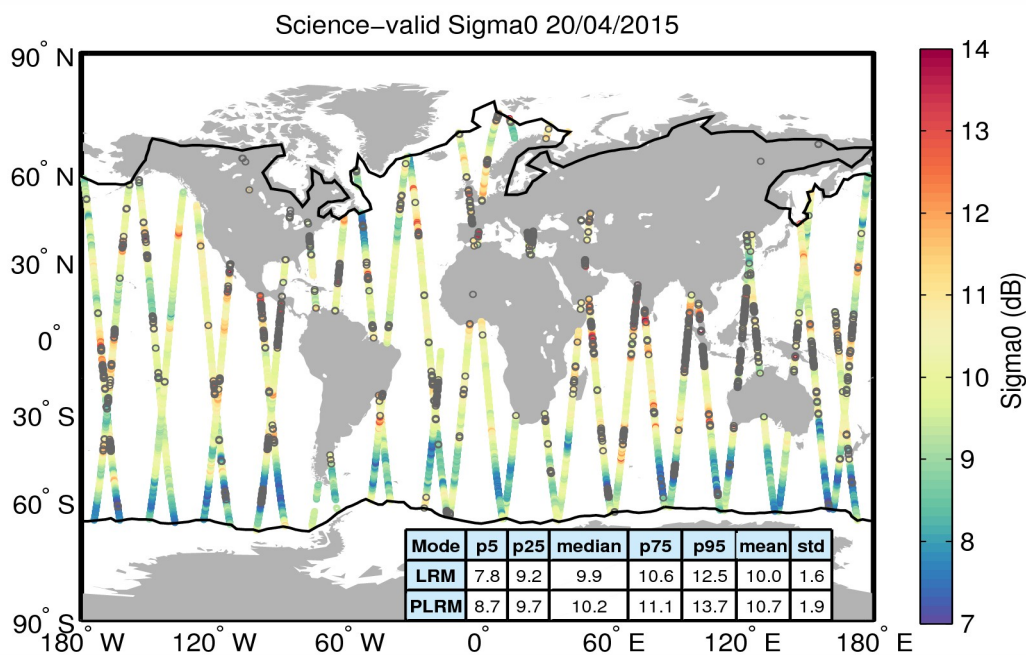 Science−valid Sigma0 20/04/2015
90° N
60° N
30° N
0°
30° S
60° S
90° S
180° W
120° W
60° W
0°
60° E
120° E
180° E
14
13
12
11
10
9
8
7
Sigma0 (dB)
Mode p5 p25 median p75 p95 mean std
LRM 7.8 9.2 9.9 10.6 12.5 10.0 1.6
PLRM 8.7 9.7 10.2 11.1 13.7 10.7 1.9